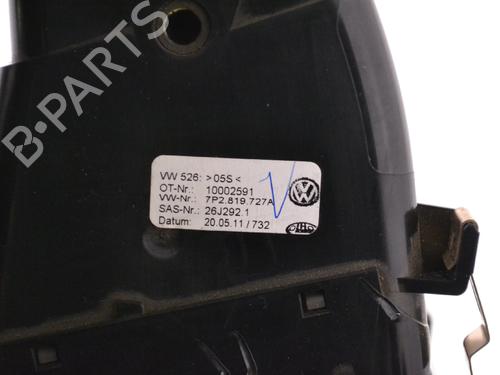 B-PARTS
VW 526: >05S<
OT-Nr.: 10002591
VW-Nr.: 7P2.819.727A
SAS-Nr.: 26J292.1
Datum: 20.05.11/732